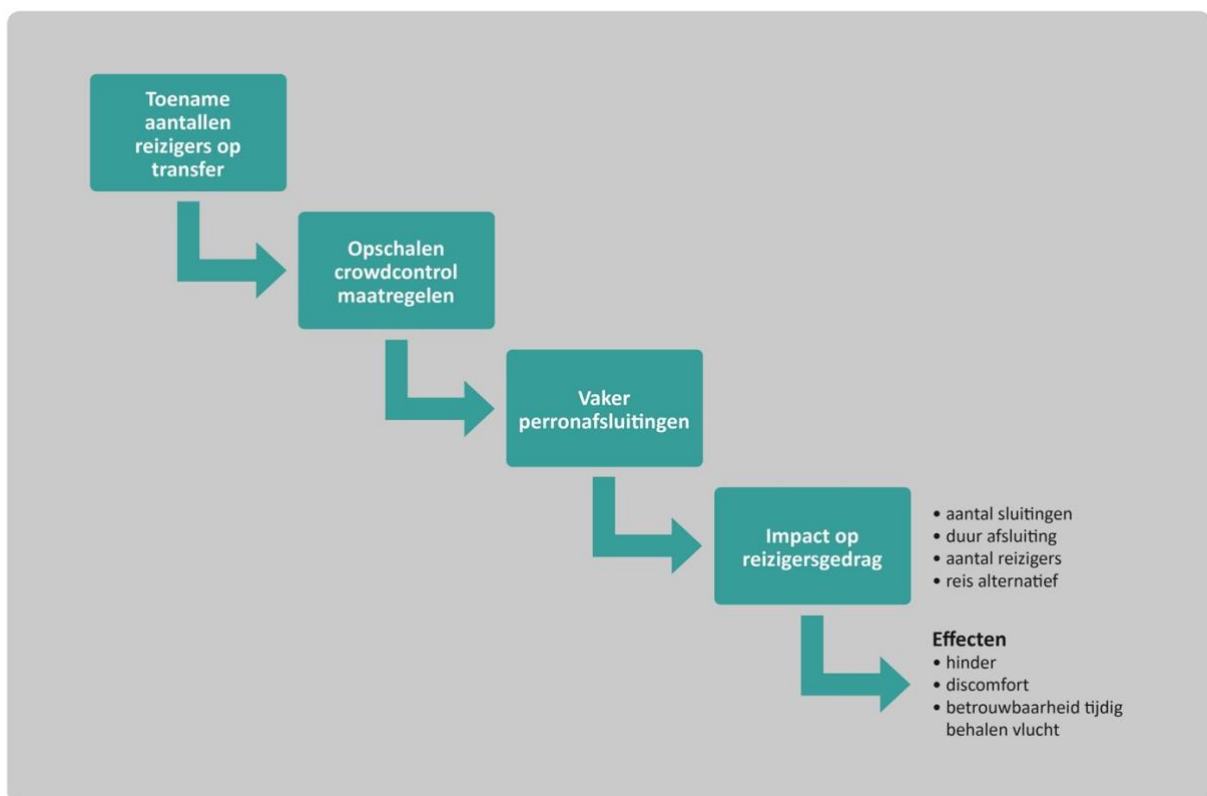 Toename
aantallen
reizigers op
transfer
Opschalen
crowdcontrol
maatregelen
Vaker
perronafsluitingen
Impact op
reizigersgedrag
• aantal sluitingen
• duur afsluiting
• aantal reizigers
• reis alternatief
Effecten
• hinder
• discomfort
• betrouwbaarheid tijdig
behalen vlucht